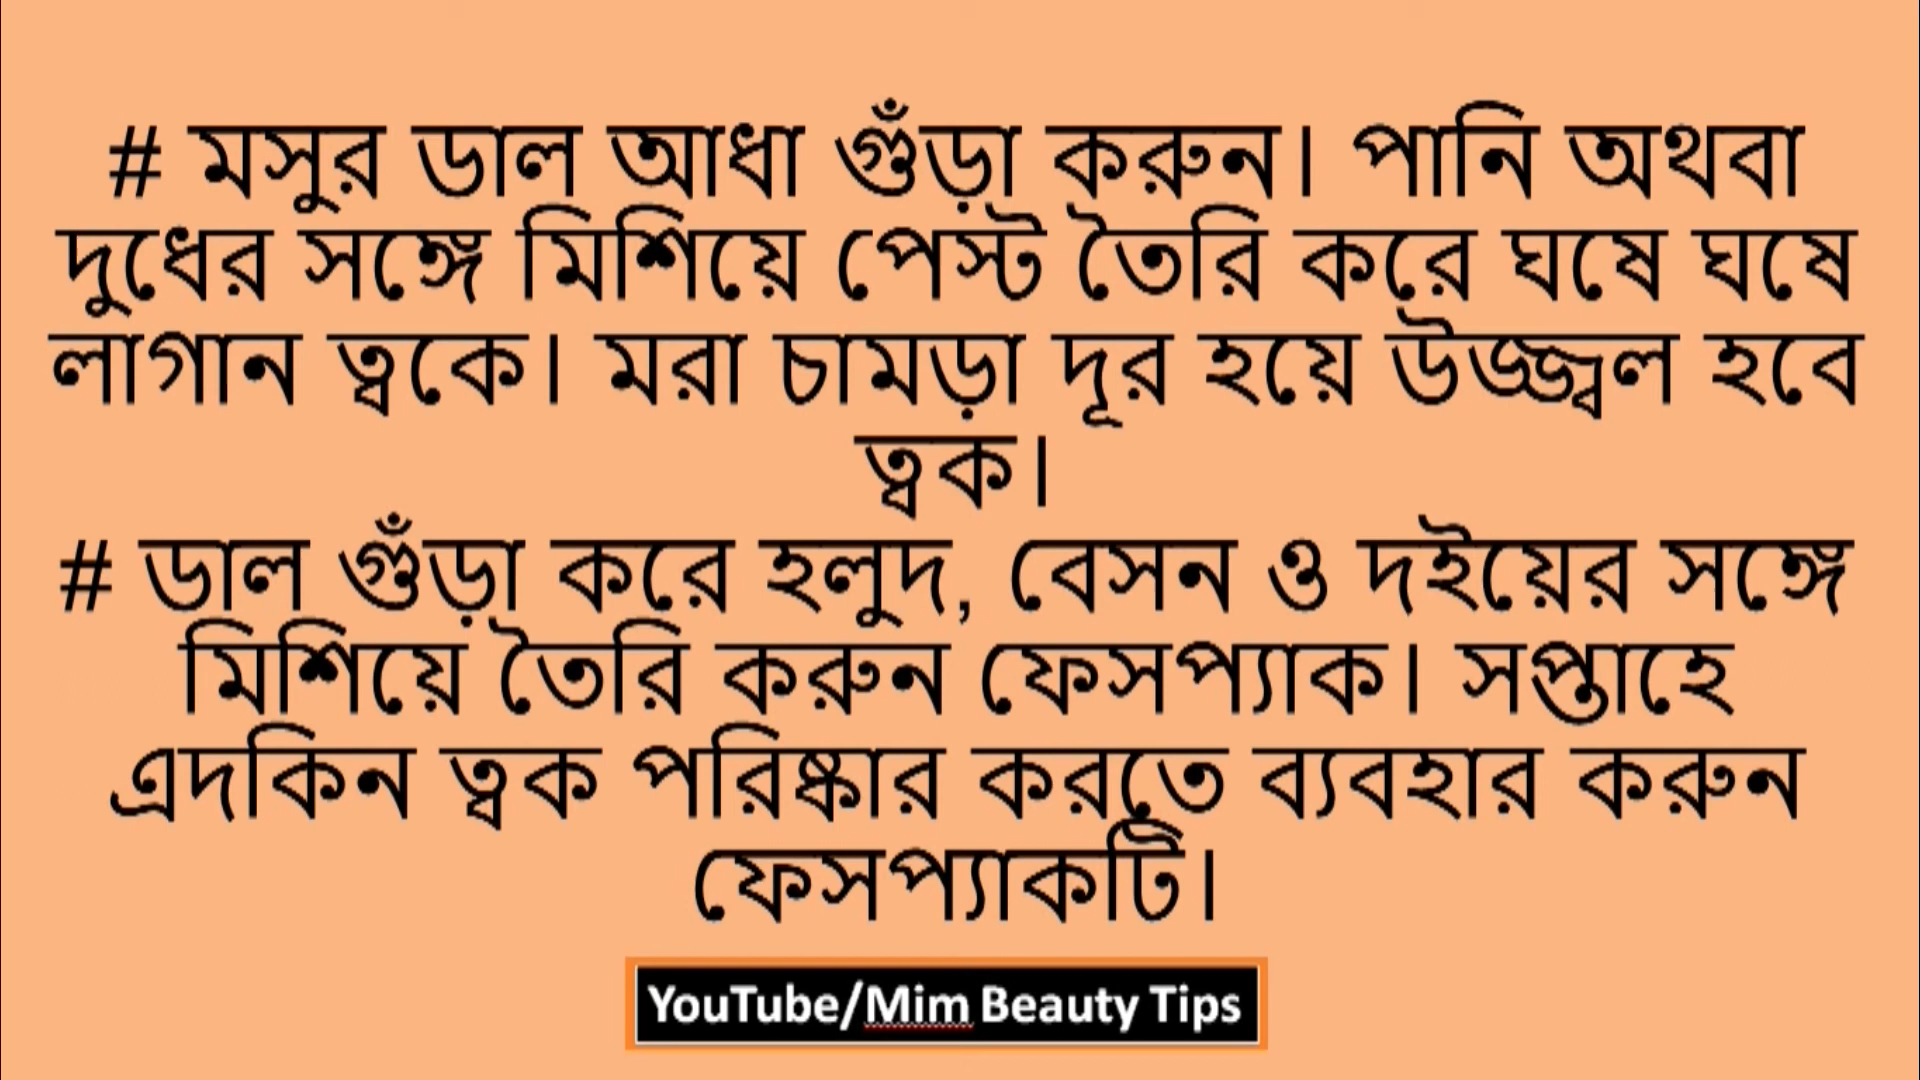 # মসুর ডাল আধা গুঁড়া করুন। পানি অথবা
দুধের সঙ্গে মিশিয়ে পেস্ট তৈরি করে ঘষে ঘষে
লাগান ত্বকে। মরা চামড়া দূর হয়ে উজ্জ্বল হবে
ত্বক।
# ডাল গুঁড়া করে হলুদ, বেসন ও দইয়ের সঙ্গে
মিশিয়ে তৈরি করুন ফেসপ্যাক। সপ্তাহে
এদকিন ত্বক পরিষ্কার করতে ব্যবহার করুন
ফেসপ্যাকটি।
YouTube/Mim Beauty Tips